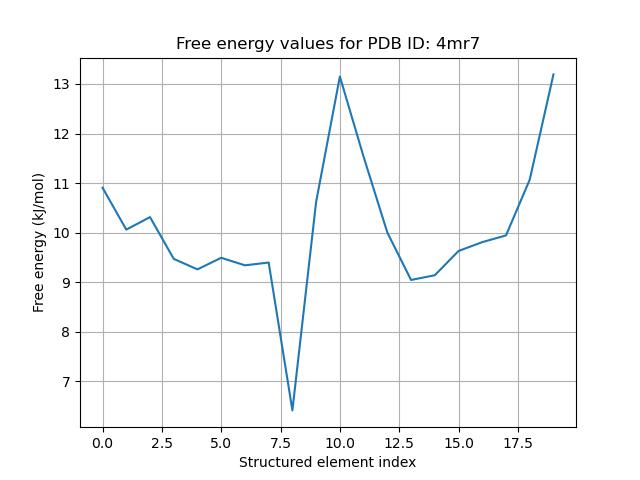 Free energy values for PDB ID: 4mr7
13
12
11
10
9
8
7
Free energy (kJ/mol)
0.0 2.5 5.0 7.5 10.0 12.5 15.0 17.5
Structured element index